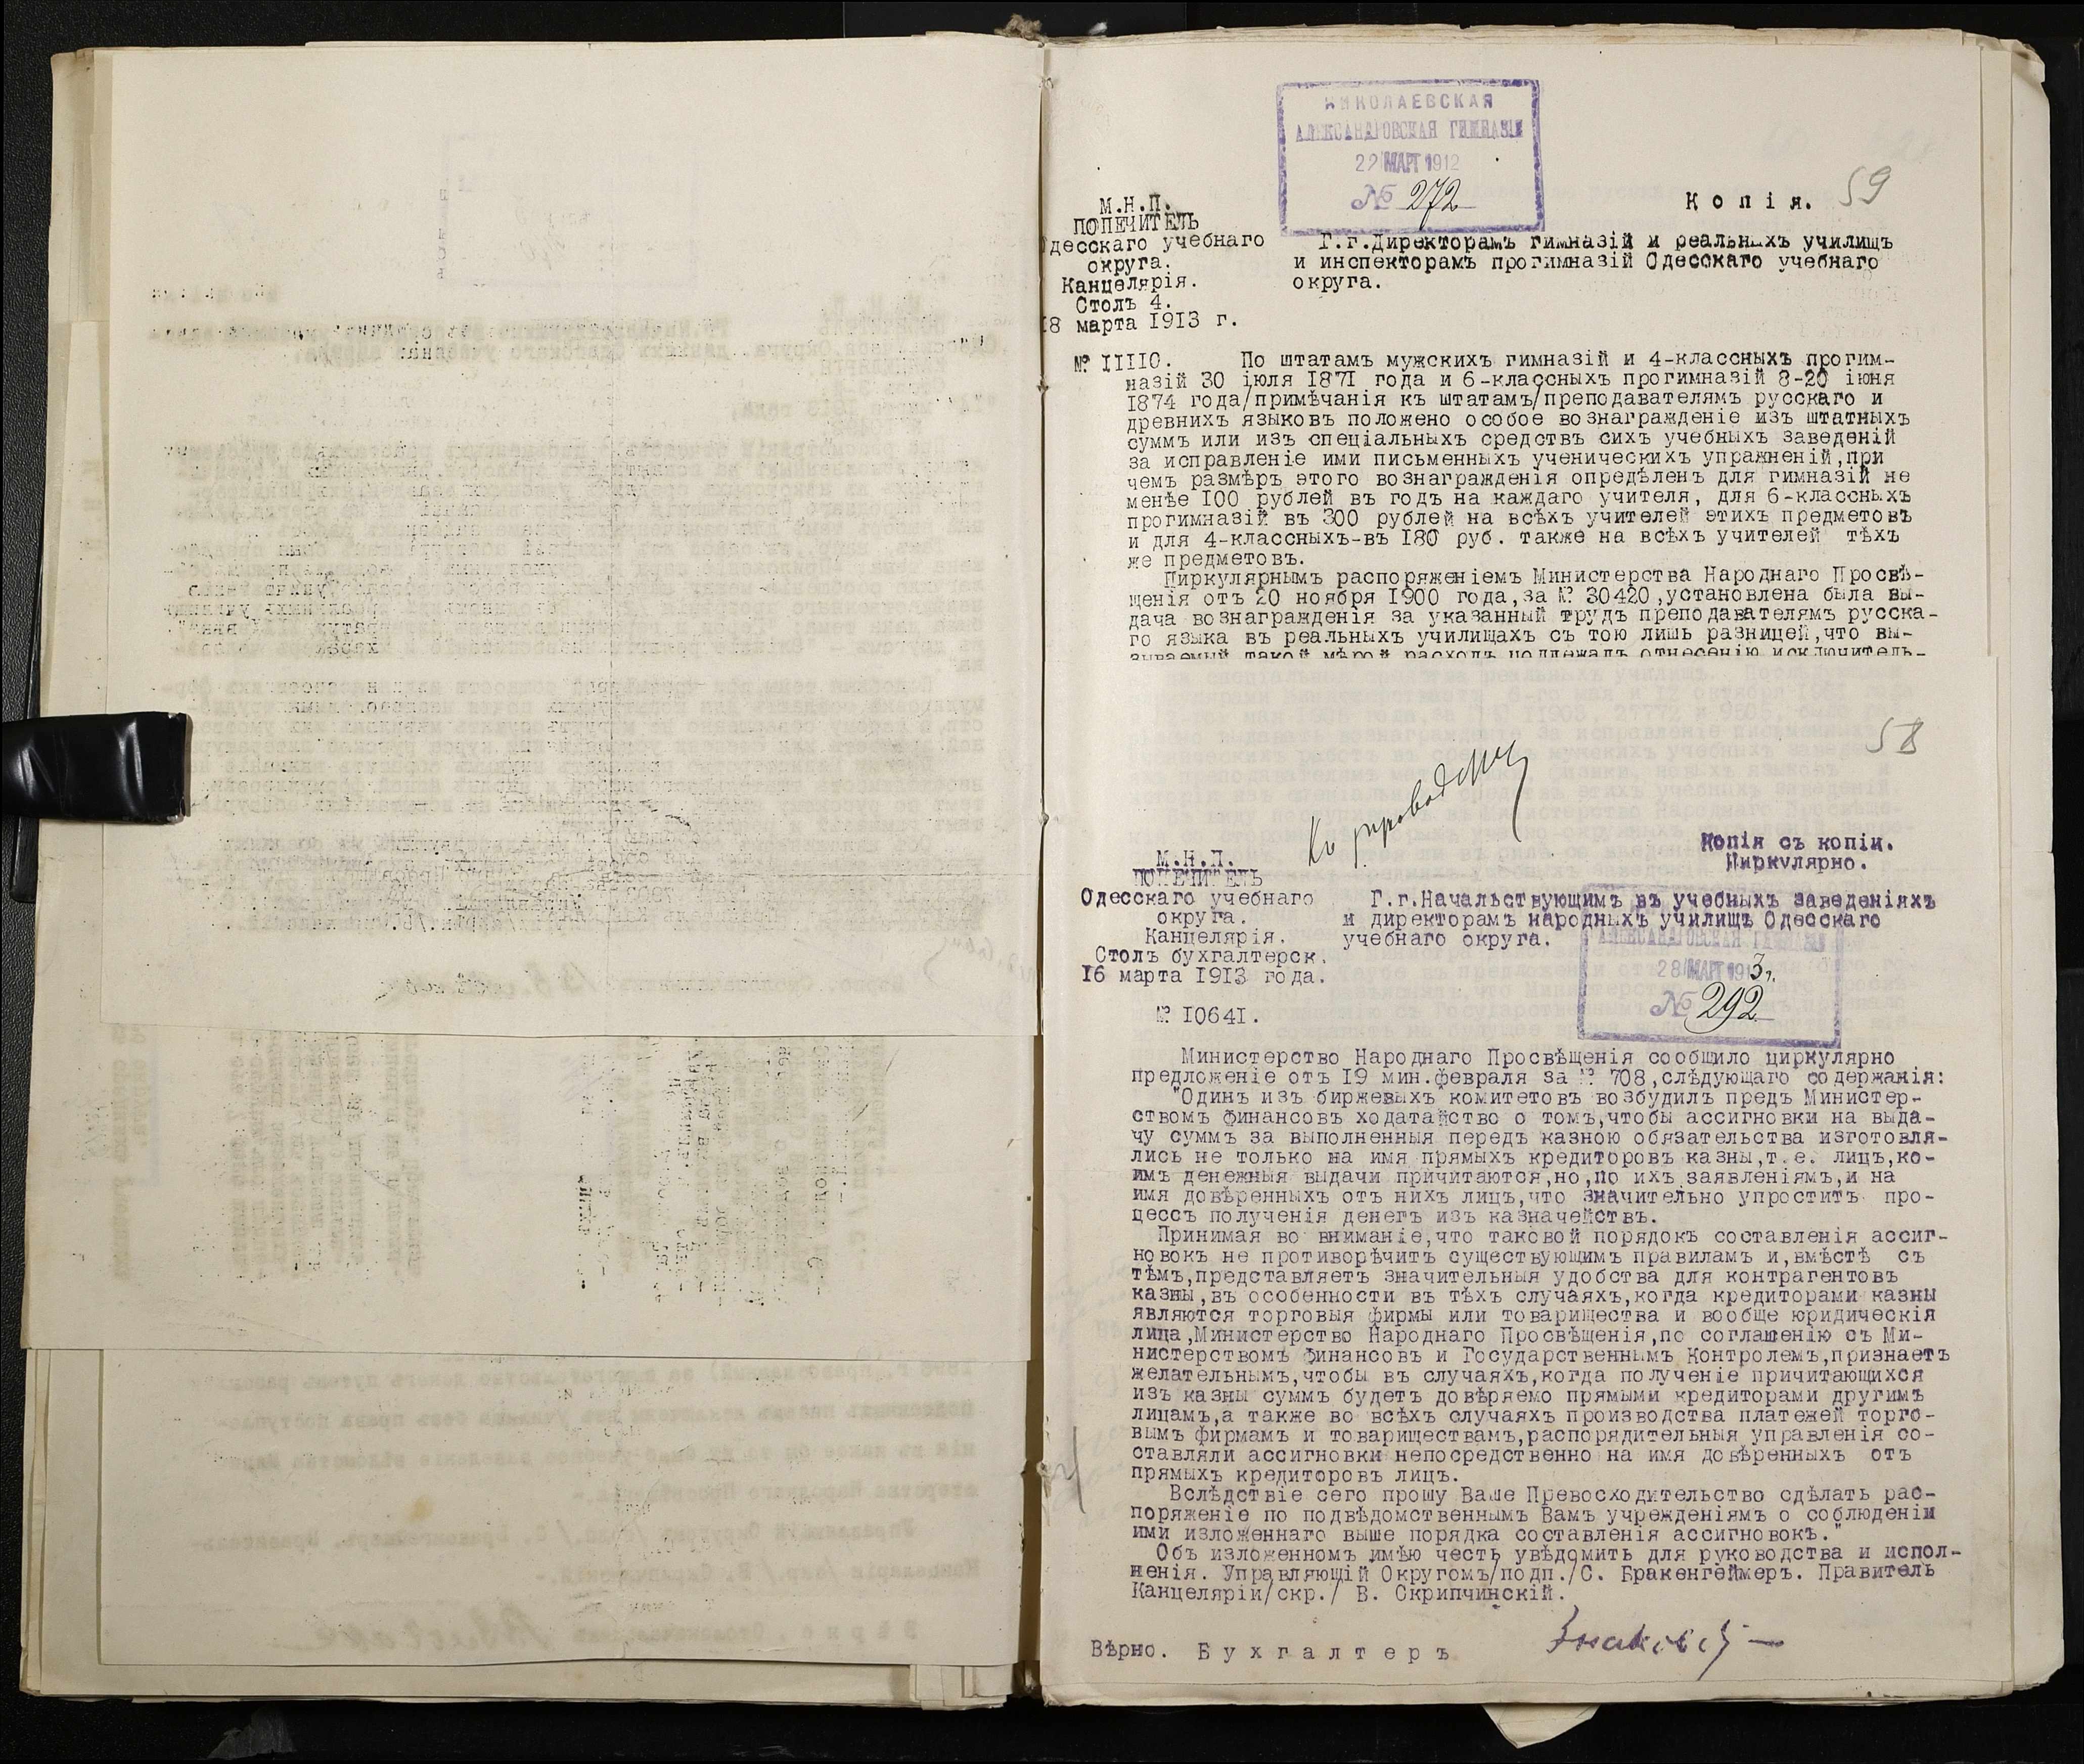 НИКОЛАЕВСКАЯ
АЛЕКСАНДРОВСКАЯ ГИМНАЗІЯ
22 МАРТ 1912
№ 272
59
Копія.
М.Н.П.
ПОПЕЧИТЕЛЬ
Одесскаго учебнаго
округа.
Канцелярія.
Столъ 4.
18 марта 1913 г.
№ 11110.
Г.г.Директорамъ гимназій и реальныхъ училищъ
и инспекторамъ прогимназій Одесскаго учебнаго
округа.
По штатамъ мужскихъ гимназій и 4-классныхъ прогим-
назій 30 іюля 1871 года и 6-классныхъ прогимназій 8-20 іюня
1874 года/примѣчанія къ штатамъ/преподавателямъ русскаго и
древнихъ языковъ положено особое вознагражденіе изъ штатныхъ
суммъ или изъ спеціальныхъ средствъ сихъ учебныхъ заведеній
за исправленіе ими письменныхъ ученическихъ упражненій,при
чемъ размѣръ этого вознагражденія опредѣленъ для гимназій не
менѣе 100 рублей въ годъ на каждаго учителя, для 6-классныхъ
прогимназій въ 300 рублей на всѣхъ учителей этихъ предметовъ
и для 4-классныхъ-въ 180 руб. также на всѣхъ учителей тѣхъ
же предметовъ.
Циркулярнымъ распоряженіемъ Министерства Народнаго Просвѣ-
щенія отъ 20 ноября 1900 года,за № 30420,установлена была вы-
дача вознагражденія за указанный трудъ преподавателямъ русска-
го языка въ реальныхъ училищахъ съ тою лишь разницей,что вы-
зываемый такой мѣрой расходъ подлежалъ отнесенію исключитель-
58
Копія съ копіи.
Циркулярно.
М.Н.П.
ПОПЕЧИТЕЛЬ
Одесскаго учебнаго
округа.
Канцелярія.
Столъ бухгалтерск.
16 марта 1913 года.
№ 10641.
Г.г.Начальствующимъ въ учебныхъ заведеніяхъ
и директорамъ народныхъ училищъ Одесскаго
учебнаго округа.
АЛЕКСАНДРОВСКАЯ ГИМНАЗІЯ
28 МАРТ 1913 г.
№ 292
Министерство Народнаго Просвѣщенія сообщило циркулярно
предложеніе отъ 19 мин.февраля за № 708,слѣдующаго содержанія:
"Одинъ изъ биржевыхъ комитетовъ возбудилъ предъ Министер-
ствомъ финансовъ ходатайство о томъ,чтобы ассигновки на выда-
чу суммъ за выполненныя передъ казною обязательства изготовля-
лись не только на имя прямыхъ кредиторовъ казны,т.е. лицъ,ко-
имъ денежныя выдачи причитаются,но,по ихъ заявленіямъ,и на
имя довѣренныхъ отъ нихъ лицъ,что значительно упроститъ про-
цессъ полученія денегъ изъ казначействъ.
Принимая во вниманіе,что таковой порядокъ составленія ассиг-
новокъ не противорѣчитъ существующимъ правиламъ и,вмѣстѣ съ
тѣмъ,представляетъ значительныя удобства для контрагентовъ
казны,въ особенности въ тѣхъ случаяхъ,когда кредиторами казны
являются торговыя фирмы или товарищества и вообще юридическія
лица,Министерство Народнаго Просвѣщенія,по соглашенію съ Ми-
нистерствомъ финансовъ и Государственнымъ Контролемъ,признаетъ
желательнымъ,чтобы въ случаяхъ,когда полученіе причитающихся
изъ казны суммъ будетъ довѣряемо прямыми кредиторами другимъ
лицамъ,а также во всѣхъ случаяхъ производства платежей торго-
вымъ фирмамъ и товариществамъ,распорядительныя управленія со-
ставляли ассигновки непосредственно на имя довѣренныхъ отъ
прямыхъ кредиторовъ лицъ.
Вслѣдствіе сего прошу Ваше Превосходительство сдѣлать рас-
поряженіе по подвѣдомственнымъ Вамъ учрежденіямъ о соблюденіи
ими изложеннаго выше порядка составленія ассигновокъ."
Объ изложенномъ имѣю честь увѣдомить для руководства и испол-
ненія. Управляющій Округомъ/подп./С. Бракенгеймеръ. Правитель
Канцеляріи/скр./ В. Скрипчинскій.
Вѣрно. Бухгалтеръ